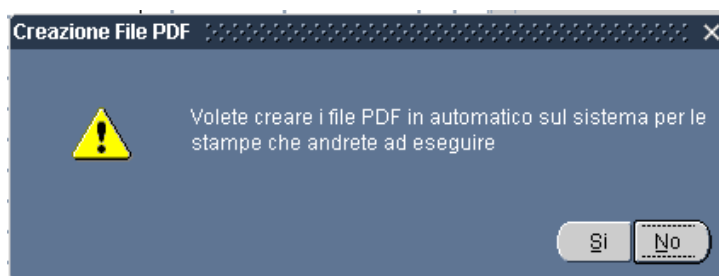 Creazione File PDF
Volete creare i file PDF in automatico sul sistema per le
stampe che andrete ad eseguire
Si No